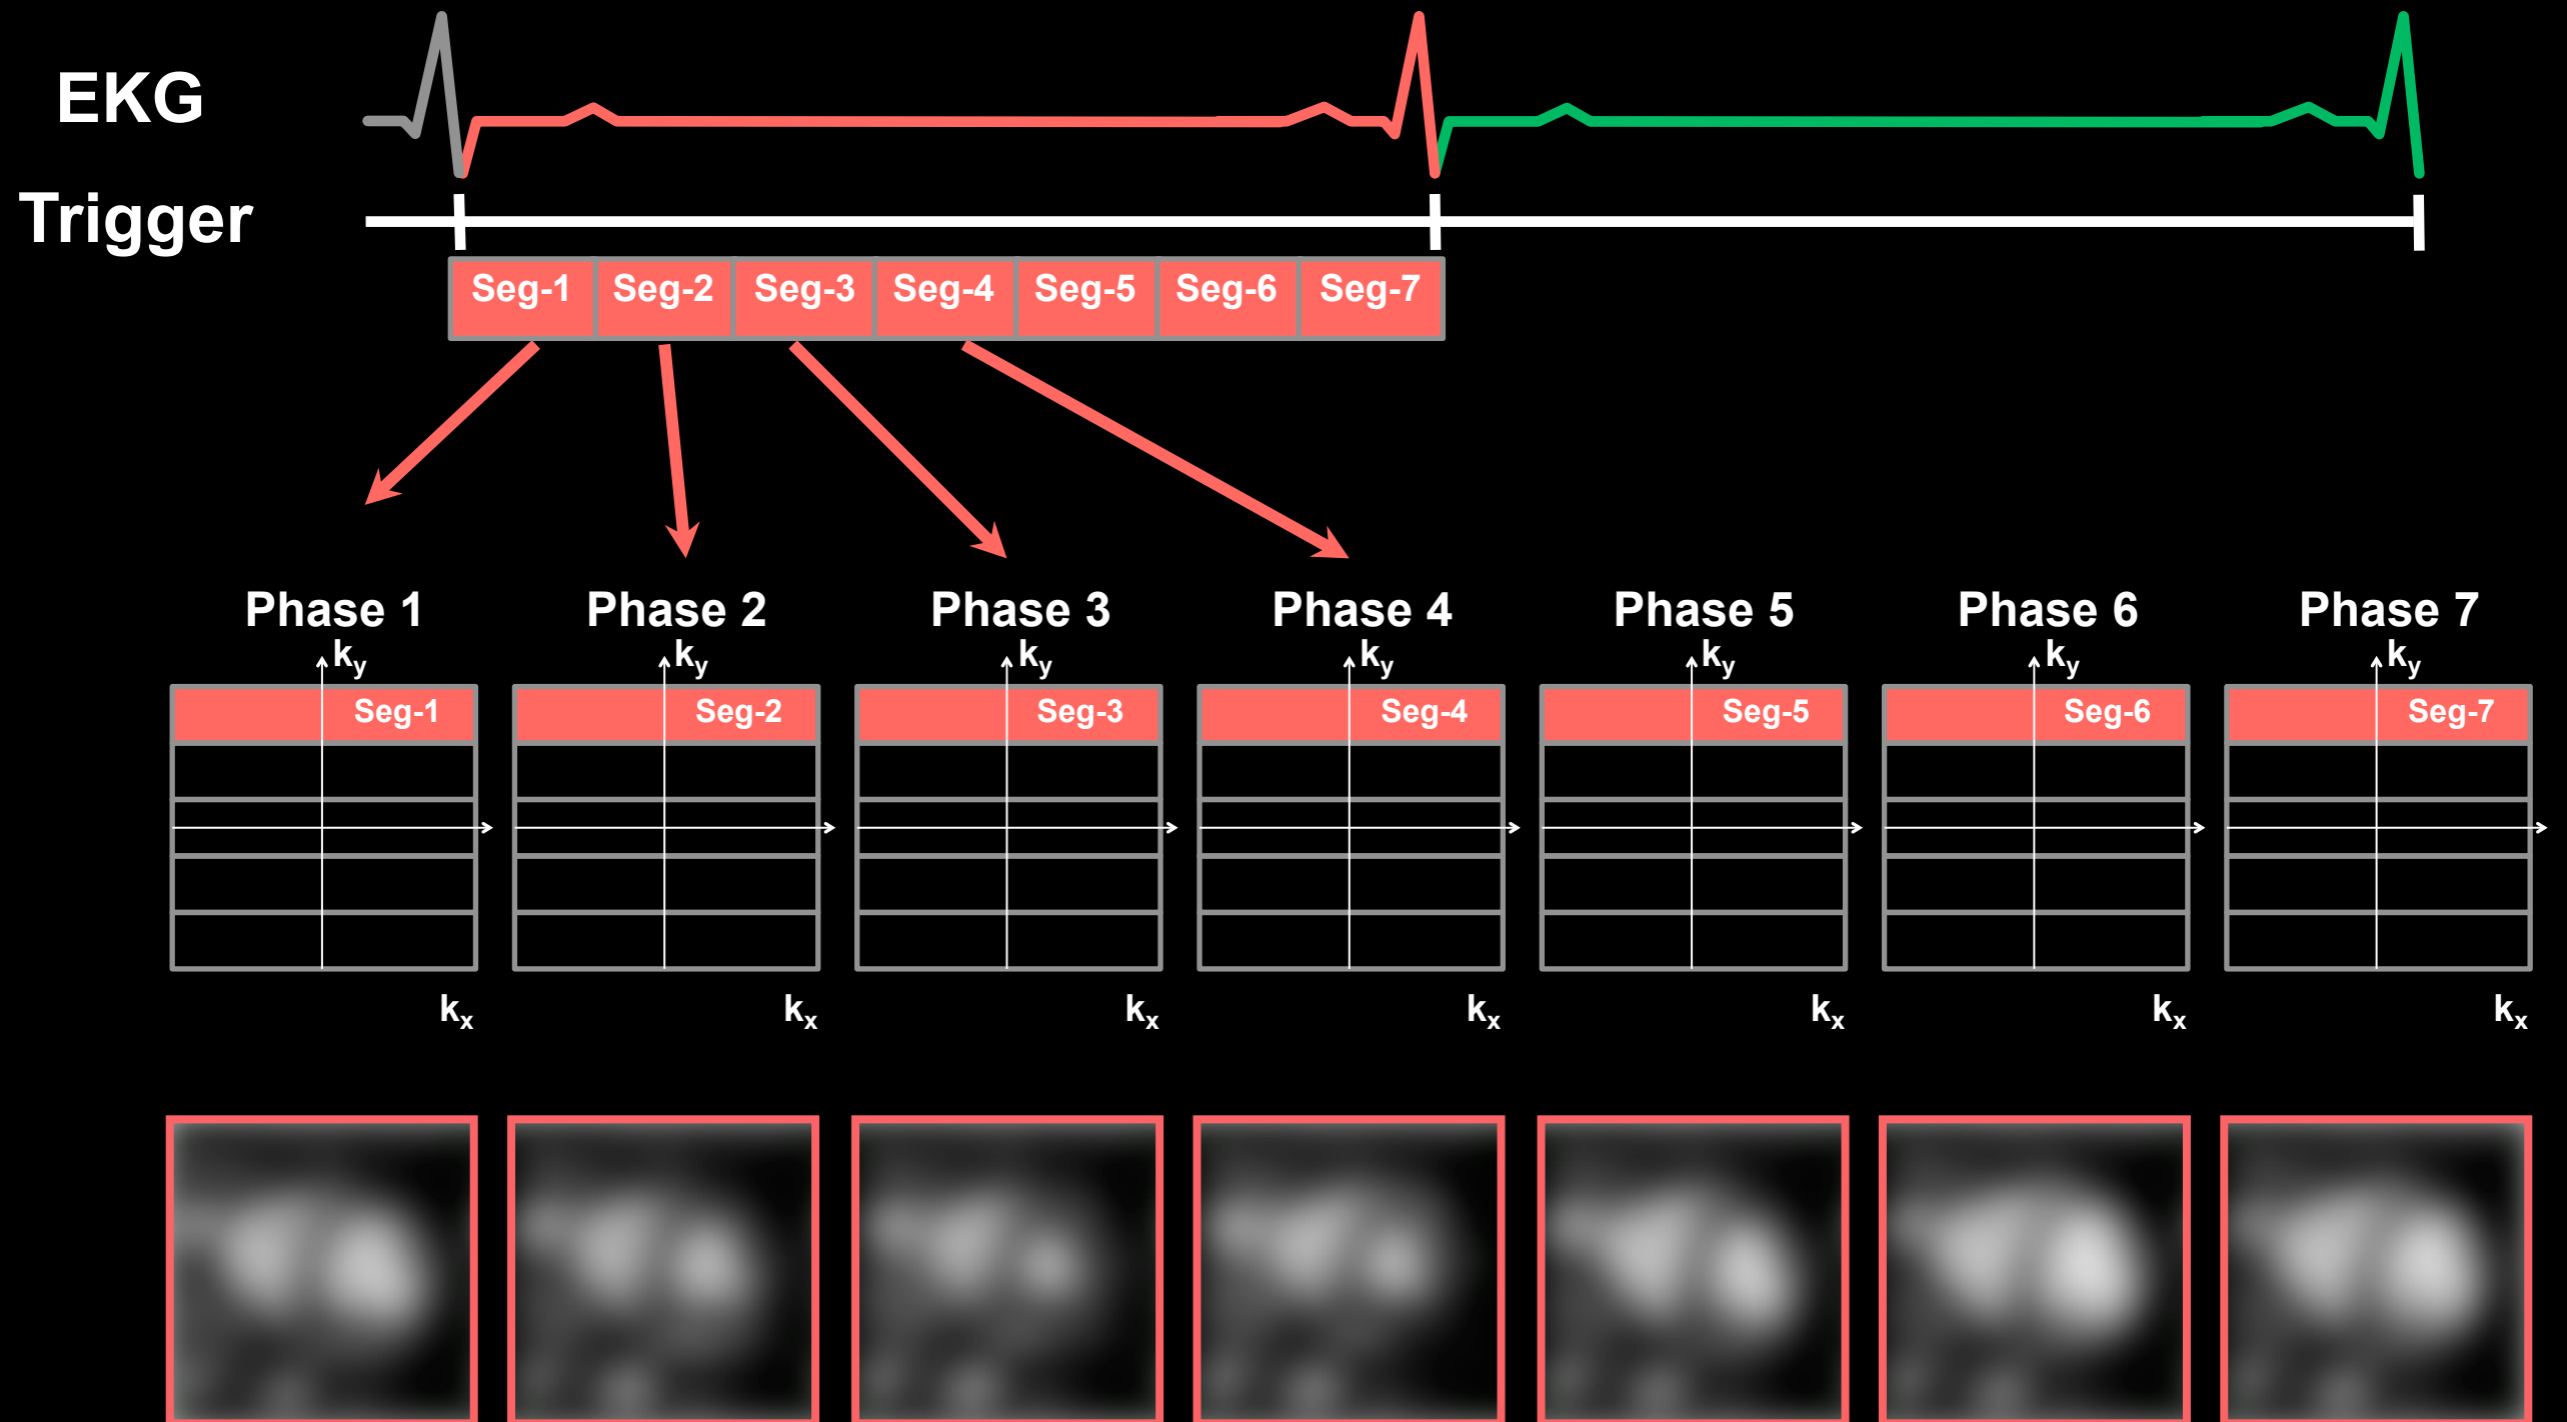 EKG
Trigger
Seg-1 Seg-2 Seg-3 Seg-4 Seg-5 Seg-6 Seg-7
Phase 1 Phase 2 Phase 3 Phase 4 Phase 5 Phase 6 Phase 7
ky ky ky ky ky ky ky
Seg-1 Seg-2 Seg-3 Seg-4 Seg-5 Seg-6 Seg-7
kx kx kx kx kx kx kx